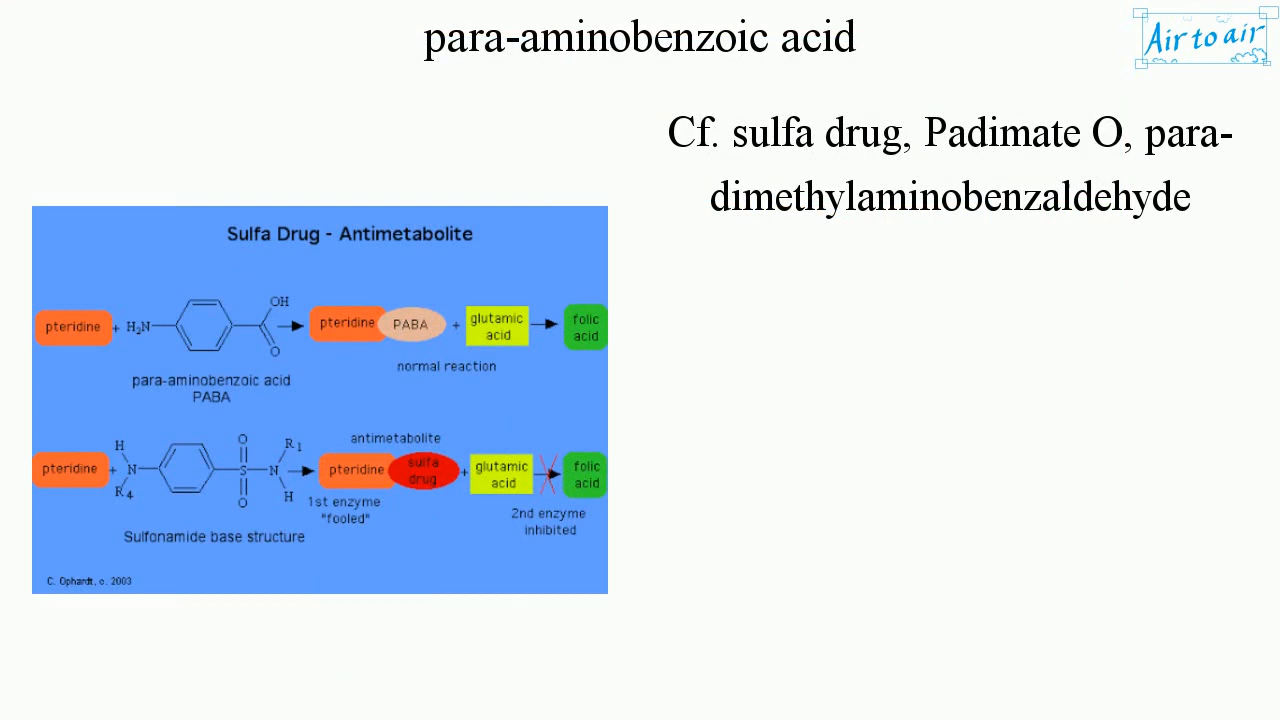 para-aminobenzoic acid
Air to air
Cf. sulfa drug, Padimate O, para-
dimethylaminobenzaldehyde
Sulfa Drug - Antimetabolite
pteridine + H₂N OH O pteridine PABA + glutamic acid folic acid
normal reaction
para-aminobenzoic acid
PABA
antimetabolite
pteridine + H N R₄ O S O N R₁ H pteridine sulfa drug + glutamic acid folic acid
1st enzyme
"fooled"
2nd enzyme
inhibited
Sulfonamide base structure
C. Ophardt, c. 2003